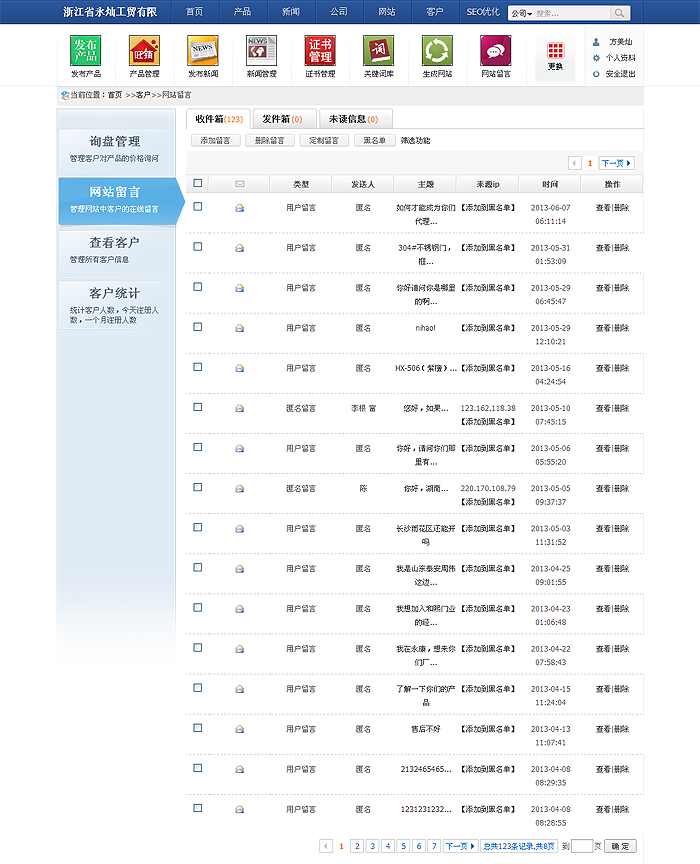 浙江省永灿工贸有限 首页 产品 新闻 公司 网站 客户 SEO优化 公司 搜索...
发布产品 旺销 NEWS NEWS 证书管理 词
发布产品 产品管理 发布新闻 新闻管理 证书管理 关键词库 生成网站 网站留言 更换
方美灿
个人资料
安全退出
当前位置：首页 >>客户>>网站留言
询盘管理
管理客户对产品的价格询问
网站留言
管理网站中客户的在线留言
查看客户
管理所有客户信息
客户统计
统计客户人数，今天注册人
数，一个月注册人数
收件箱(123) 发件箱(0) 未读信息(0)
添加留言 删除留言 定制留言 黑名单 筛选功能
1 下一页
类型 发送人 主题 来源ip 时间 操作
用户留言 匿名 如何才能成为你们代理... 【添加到黑名单】 2013-06-07 06:11:14 查看|删除
用户留言 匿名 304#不锈钢门，框... 【添加到黑名单】 2013-05-31 01:53:09 查看|删除
用户留言 匿名 你好请问你是哪里的啊... 【添加到黑名单】 2013-05-29 06:45:47 查看|删除
用户留言 匿名 nihao! 【添加到黑名单】 2013-05-29 12:10:21 查看|删除
用户留言 匿名 HX-506（紫檀）... 【添加到黑名单】 2013-05-16 04:24:54 查看|删除
匿名留言 李根 富 您好，如果... 123.162.118.38 【添加到黑名单】 2013-05-10 07:45:15 查看|删除
用户留言 匿名 你好，请问你们那里有... 【添加到黑名单】 2013-05-06 05:55:20 查看|删除
匿名留言 陈 你好，湖南... 220.170.108.79 【添加到黑名单】 2013-05-05 09:37:37 查看|删除
用户留言 匿名 长沙雨花区还能开吗 【添加到黑名单】 2013-05-03 11:31:52 查看|删除
用户留言 匿名 我是山东泰安周伟这边... 【添加到黑名单】 2013-04-25 09:01:55 查看|删除
用户留言 匿名 我想加入和熙门业的经... 【添加到黑名单】 2013-04-23 01:06:48 查看|删除
用户留言 匿名 我在永康，想来你们厂... 【添加到黑名单】 2013-04-22 07:58:43 查看|删除
用户留言 匿名 了解一下你们的产品 【添加到黑名单】 2013-04-15 11:24:04 查看|删除
用户留言 匿名 售后不好 【添加到黑名单】 2013-04-13 11:07:41 查看|删除
用户留言 匿名 2132465465... 【添加到黑名单】 2013-04-08 08:29:35 查看|删除
用户留言 匿名 1231231232... 【添加到黑名单】 2013-04-08 08:28:55 查看|删除
1 2 3 4 5 6 7 下一页 总共123条记录,共8页 到 页 确 定